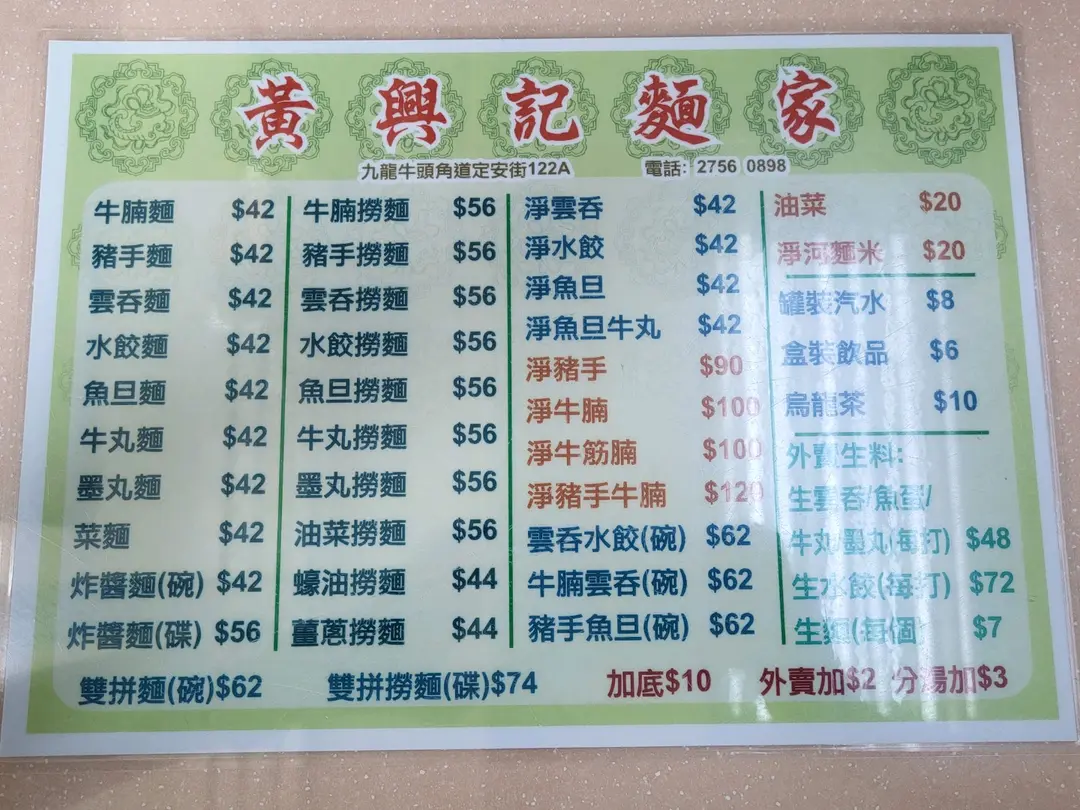 黃興記麵家
九龍牛頭角道定安街122A 電話: 2756 0898
牛腩麵 $42
豬手麵 $42
雲吞麵 $42
水餃麵 $42
魚旦麵 $42
牛丸麵 $42
墨丸麵 $42
菜麵 $42
炸醬麵(碗) $42
炸醬麵(碟) $56
牛腩撈麵 $56
豬手撈麵 $56
雲吞撈麵 $56
水餃撈麵 $56
魚旦撈麵 $56
牛丸撈麵 $56
墨丸撈麵 $56
油菜撈麵 $56
蠔油撈麵 $44
薑蔥撈麵 $44
淨雲吞 $42
淨水餃 $42
淨魚旦 $42
淨魚旦牛丸 $42
淨豬手 $90
淨牛腩 $100
淨牛筋腩 $100
淨豬手牛腩 $120
雲吞水餃(碗) $62
牛腩雲吞(碗) $62
豬手魚旦(碗) $62
油菜 $20
淨河麵米 $20
罐裝汽水 $8
盒裝飲品 $6
烏龍茶 $10
外賣生料:
生雲吞/魚蛋/
牛丸/墨丸(每打) $48
生水餃(每打) $72
生麵(每個) $7
雙拼麵(碗)$62 雙拼撈麵(碟)$74 加底$10 外賣加$2 分湯加$3